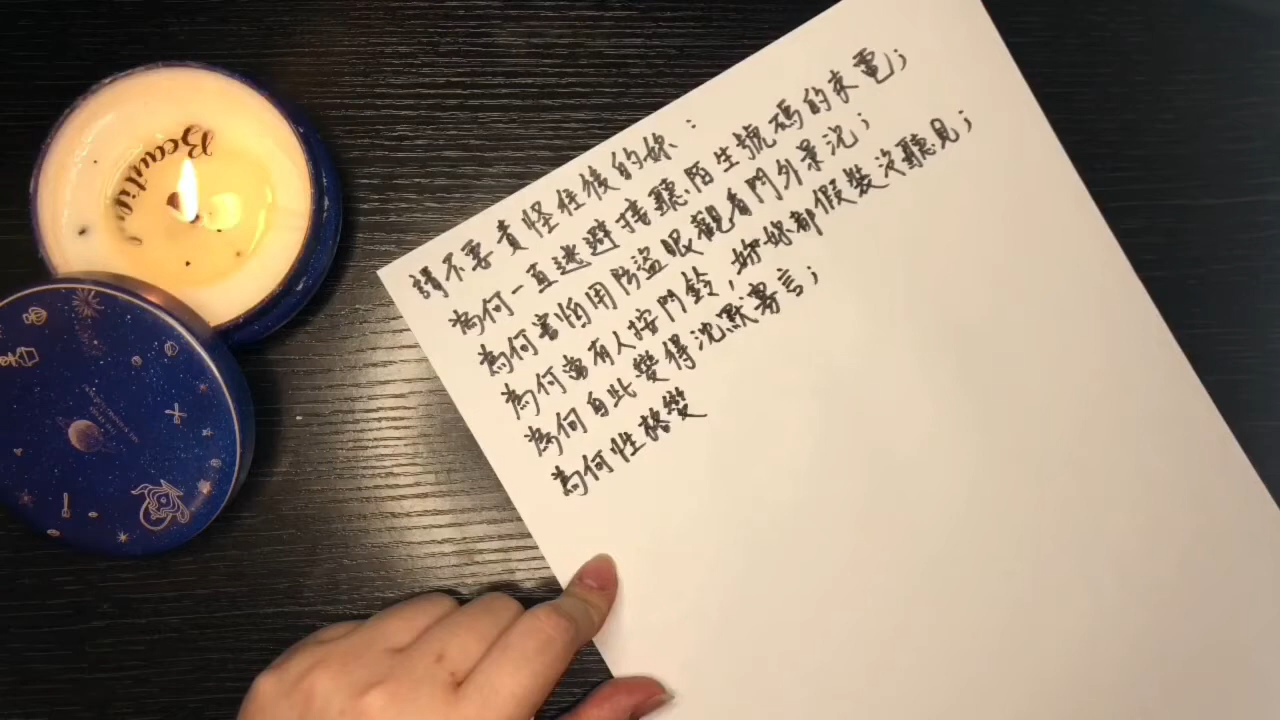 Beautiful
請不要責怪往後的妳：
為何一直逃避接聽陌生號碼的來電；
為何害怕用防盜眼觀看門外景況；
為何當有人按門鈴，妳妳都假裝沒聽見；
為何自此變得沈默寡言；
為何性格變